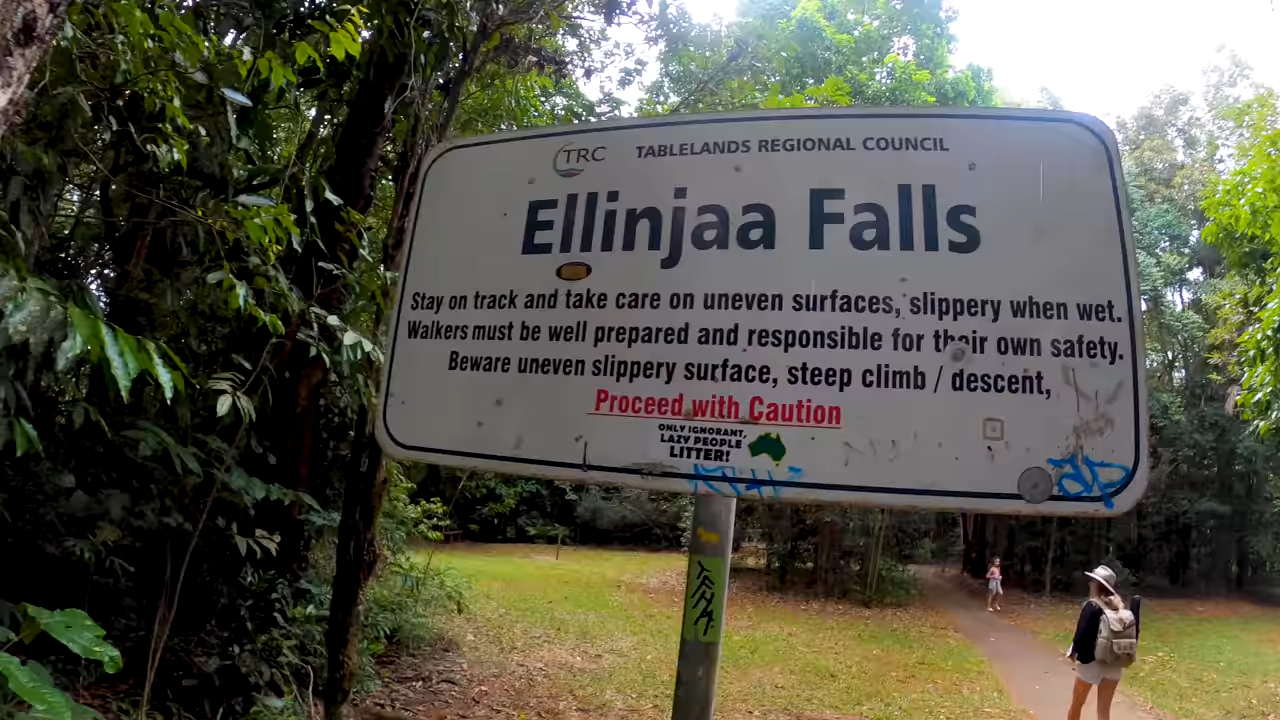 TRC TABLELANDS REGIONAL COUNCIL
Ellinjaa Falls
Stay on track and take care on uneven surfaces, slippery when wet.
Walkers must be well prepared and responsible for their own safety.
Beware uneven slippery surface, steep climb / descent,
Proceed with Caution
ONLY IGNORANT,
LAZY PEOPLE
LITTER!